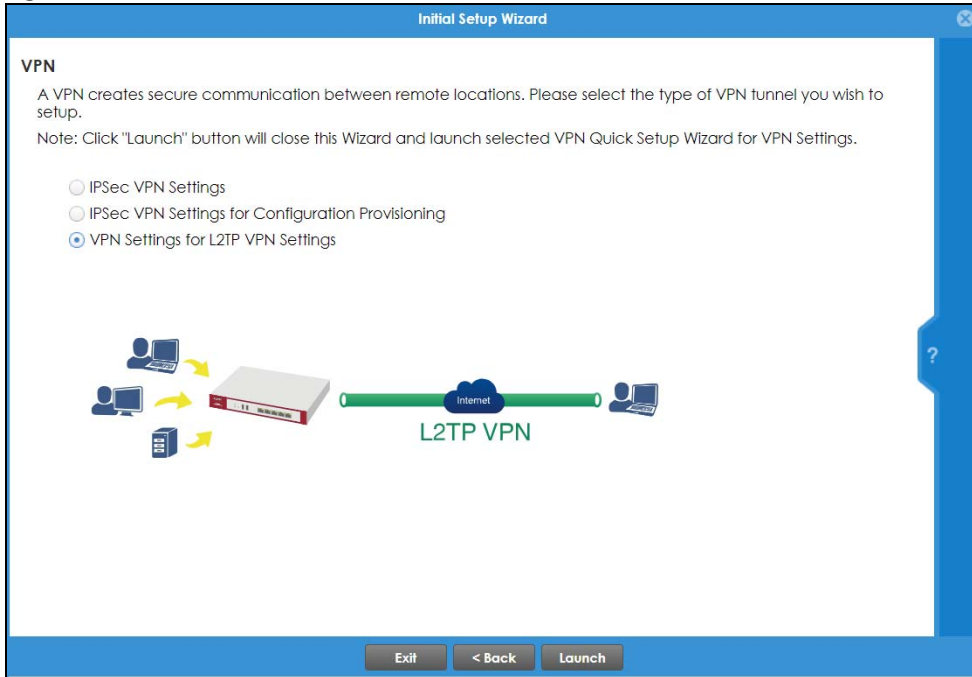 Initial Setup Wizard
VPN
A VPN creates secure communication between remote locations. Please select the type of VPN tunnel you wish to
setup.
Note: Click "Launch" button will close this Wizard and launch selected VPN Quick Setup Wizard for VPN Settings.
IPSec VPN Settings
IPSec VPN Settings for Configuration Provisioning
VPN Settings for L2TP VPN Settings
Internet
L2TP VPN
?
Exit
< Back
Launch